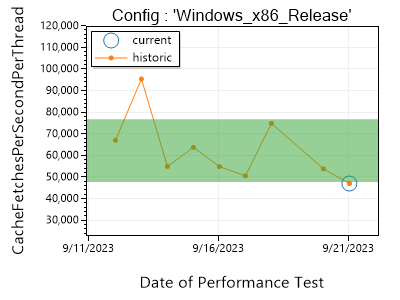 Config : 'Windows_x86_Release'
CacheFetchesPerSecondPerThread
120,000
110,000
100,000
90,000
80,000
70,000
60,000
50,000
40,000
30,000
current
historic
9/11/2023
9/16/2023
9/21/2023
Date of Performance Test